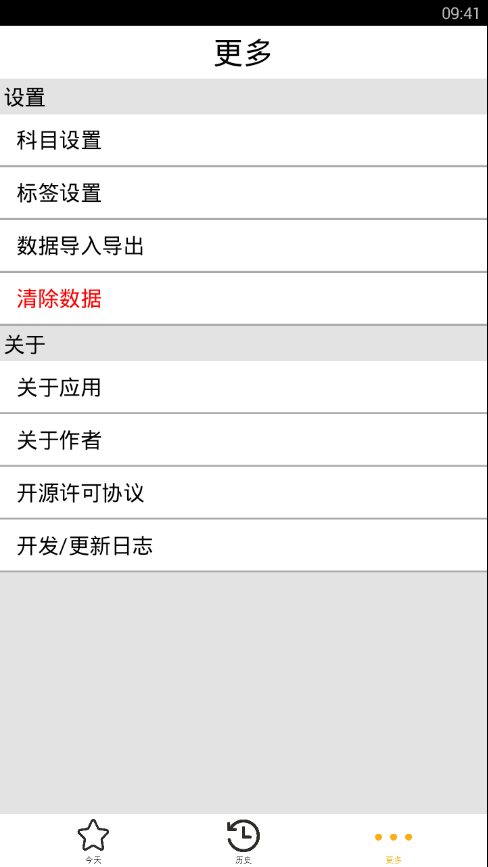 09:41
更多
设置
科目设置
标签设置
数据导入导出
清除数据
关于
关于应用
关于作者
开源许可协议
开发/更新日志
今天
历史
更多